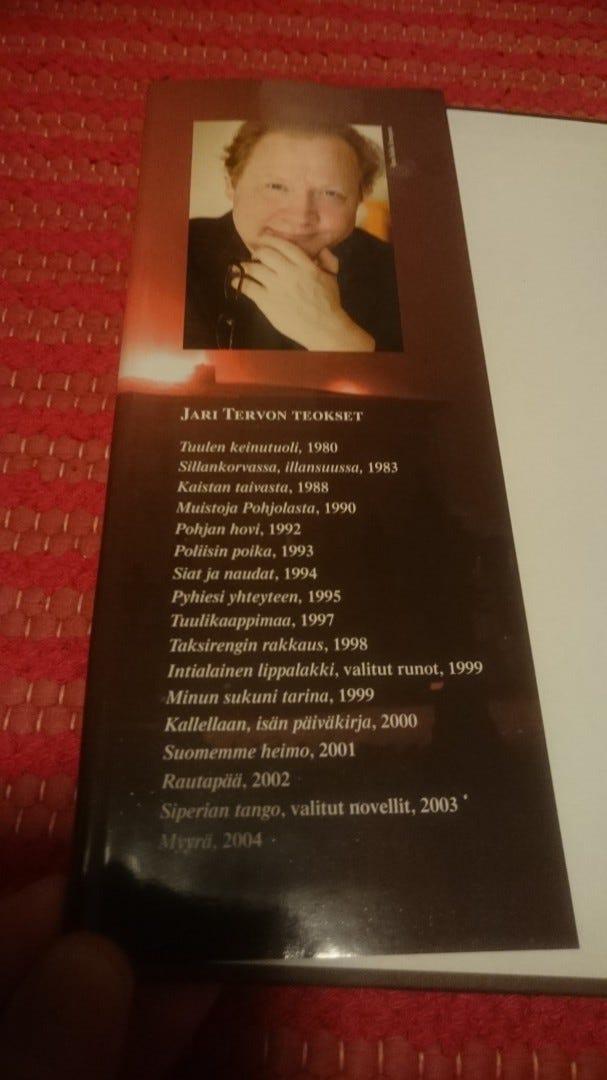 JARI TERVON TEOKSET
Tuulen keinutuoli, 1980
Sillankorvassa, illansuussa, 1983
Kaistan taivasta, 1988
Muistoja Pohjolasta, 1990
Pohjan hovi, 1992
Poliisin poika, 1993
Siat ja naudat, 1994
Pyhiesi yhteyteen, 1995
Tuulikaappimaa, 1997
Taksirengin rakkaus, 1998
Intialainen lippalakki, valitut runot, 1999
Minun sukuni tarina, 1999
Kallellaan, isän päiväkirja, 2000
Suomemme heimo, 2001
Rautapää, 2002
Siperian tango, valitut novellit, 2003
Myyrä, 2004